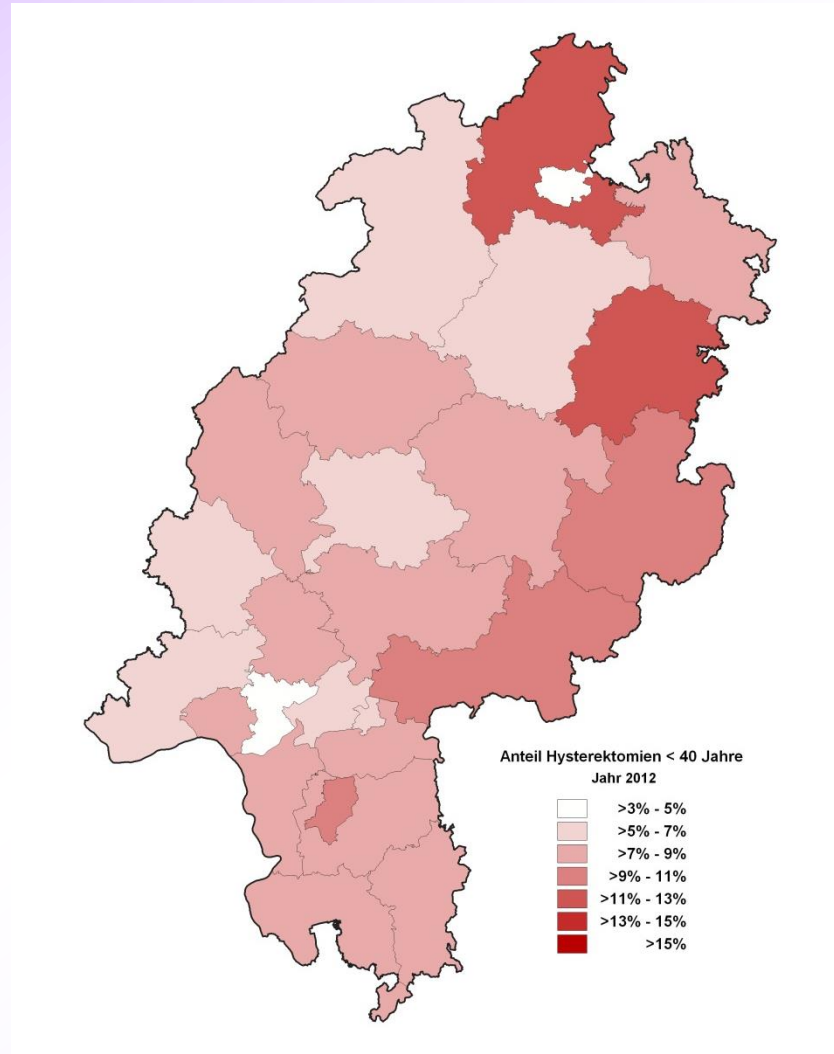 Anteil Hysterektomien < 40 Jahre
Jahr 2012
>3% - 5%
>5% - 7%
>7% - 9%
>9% - 11%
>11% - 13%
>13% - 15%
>15%